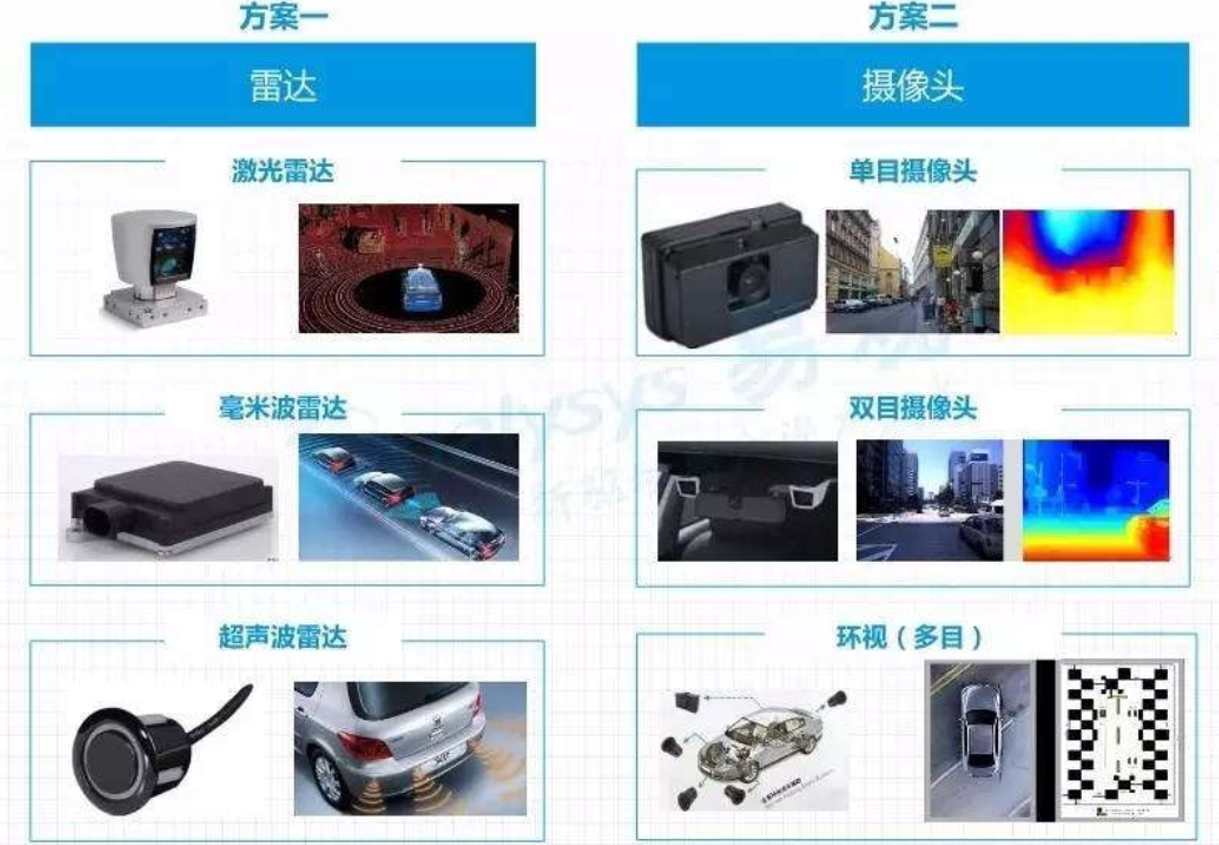 方案一
方案二
雷达
摄像头
激光雷达
单目摄像头
毫米波雷达
双目摄像头
超声波雷达
环视（多目）